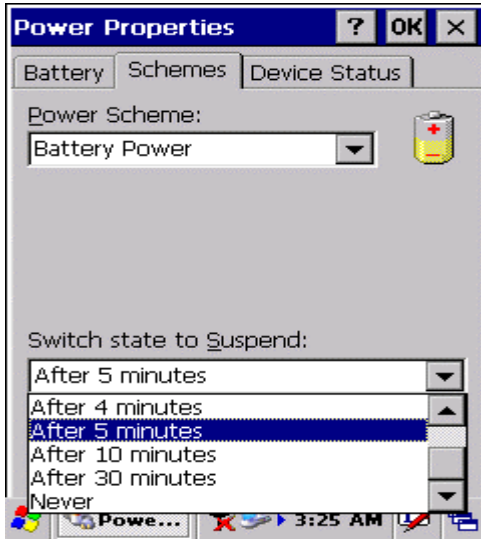 Power Properties ? OK ×
Battery Schemes Device Status
Power Scheme:
Battery Power
Switch state to Suspend:
After 5 minutes
After 4 minutes
After 5 minutes
After 10 minutes
After 30 minutes
Never
Powe... 3:25 AM